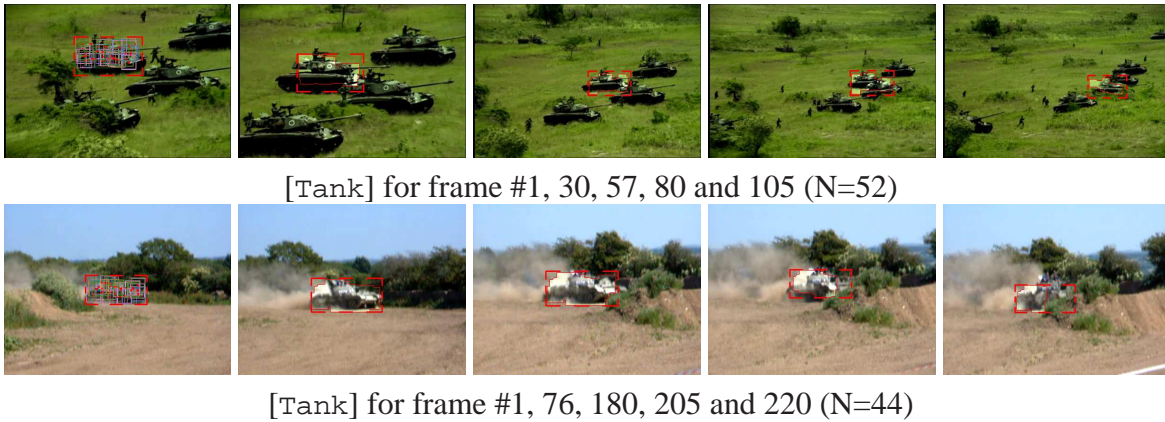 [Tank] for frame #1, 30, 57, 80 and 105 (N=52)
[Tank] for frame #1, 76, 180, 205 and 220 (N=44)